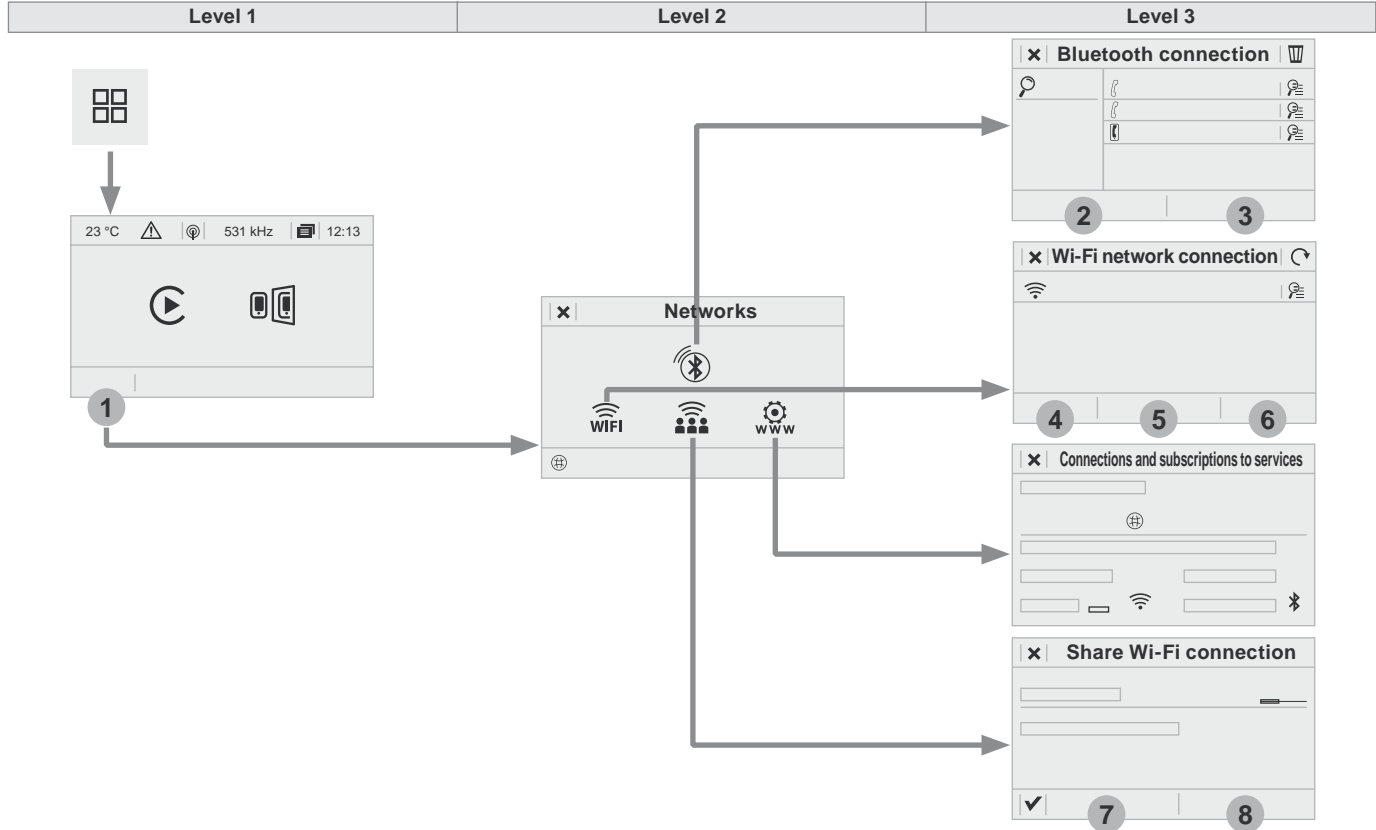 Level 1 Level 2 Level 3
23 °C 531 kHz 12:13
1
Networks
WIFI www
Bluetooth connection
2 3
Wi-Fi network connection
4 5 6
Connections and subscriptions to services
Share Wi-Fi connection
7 8